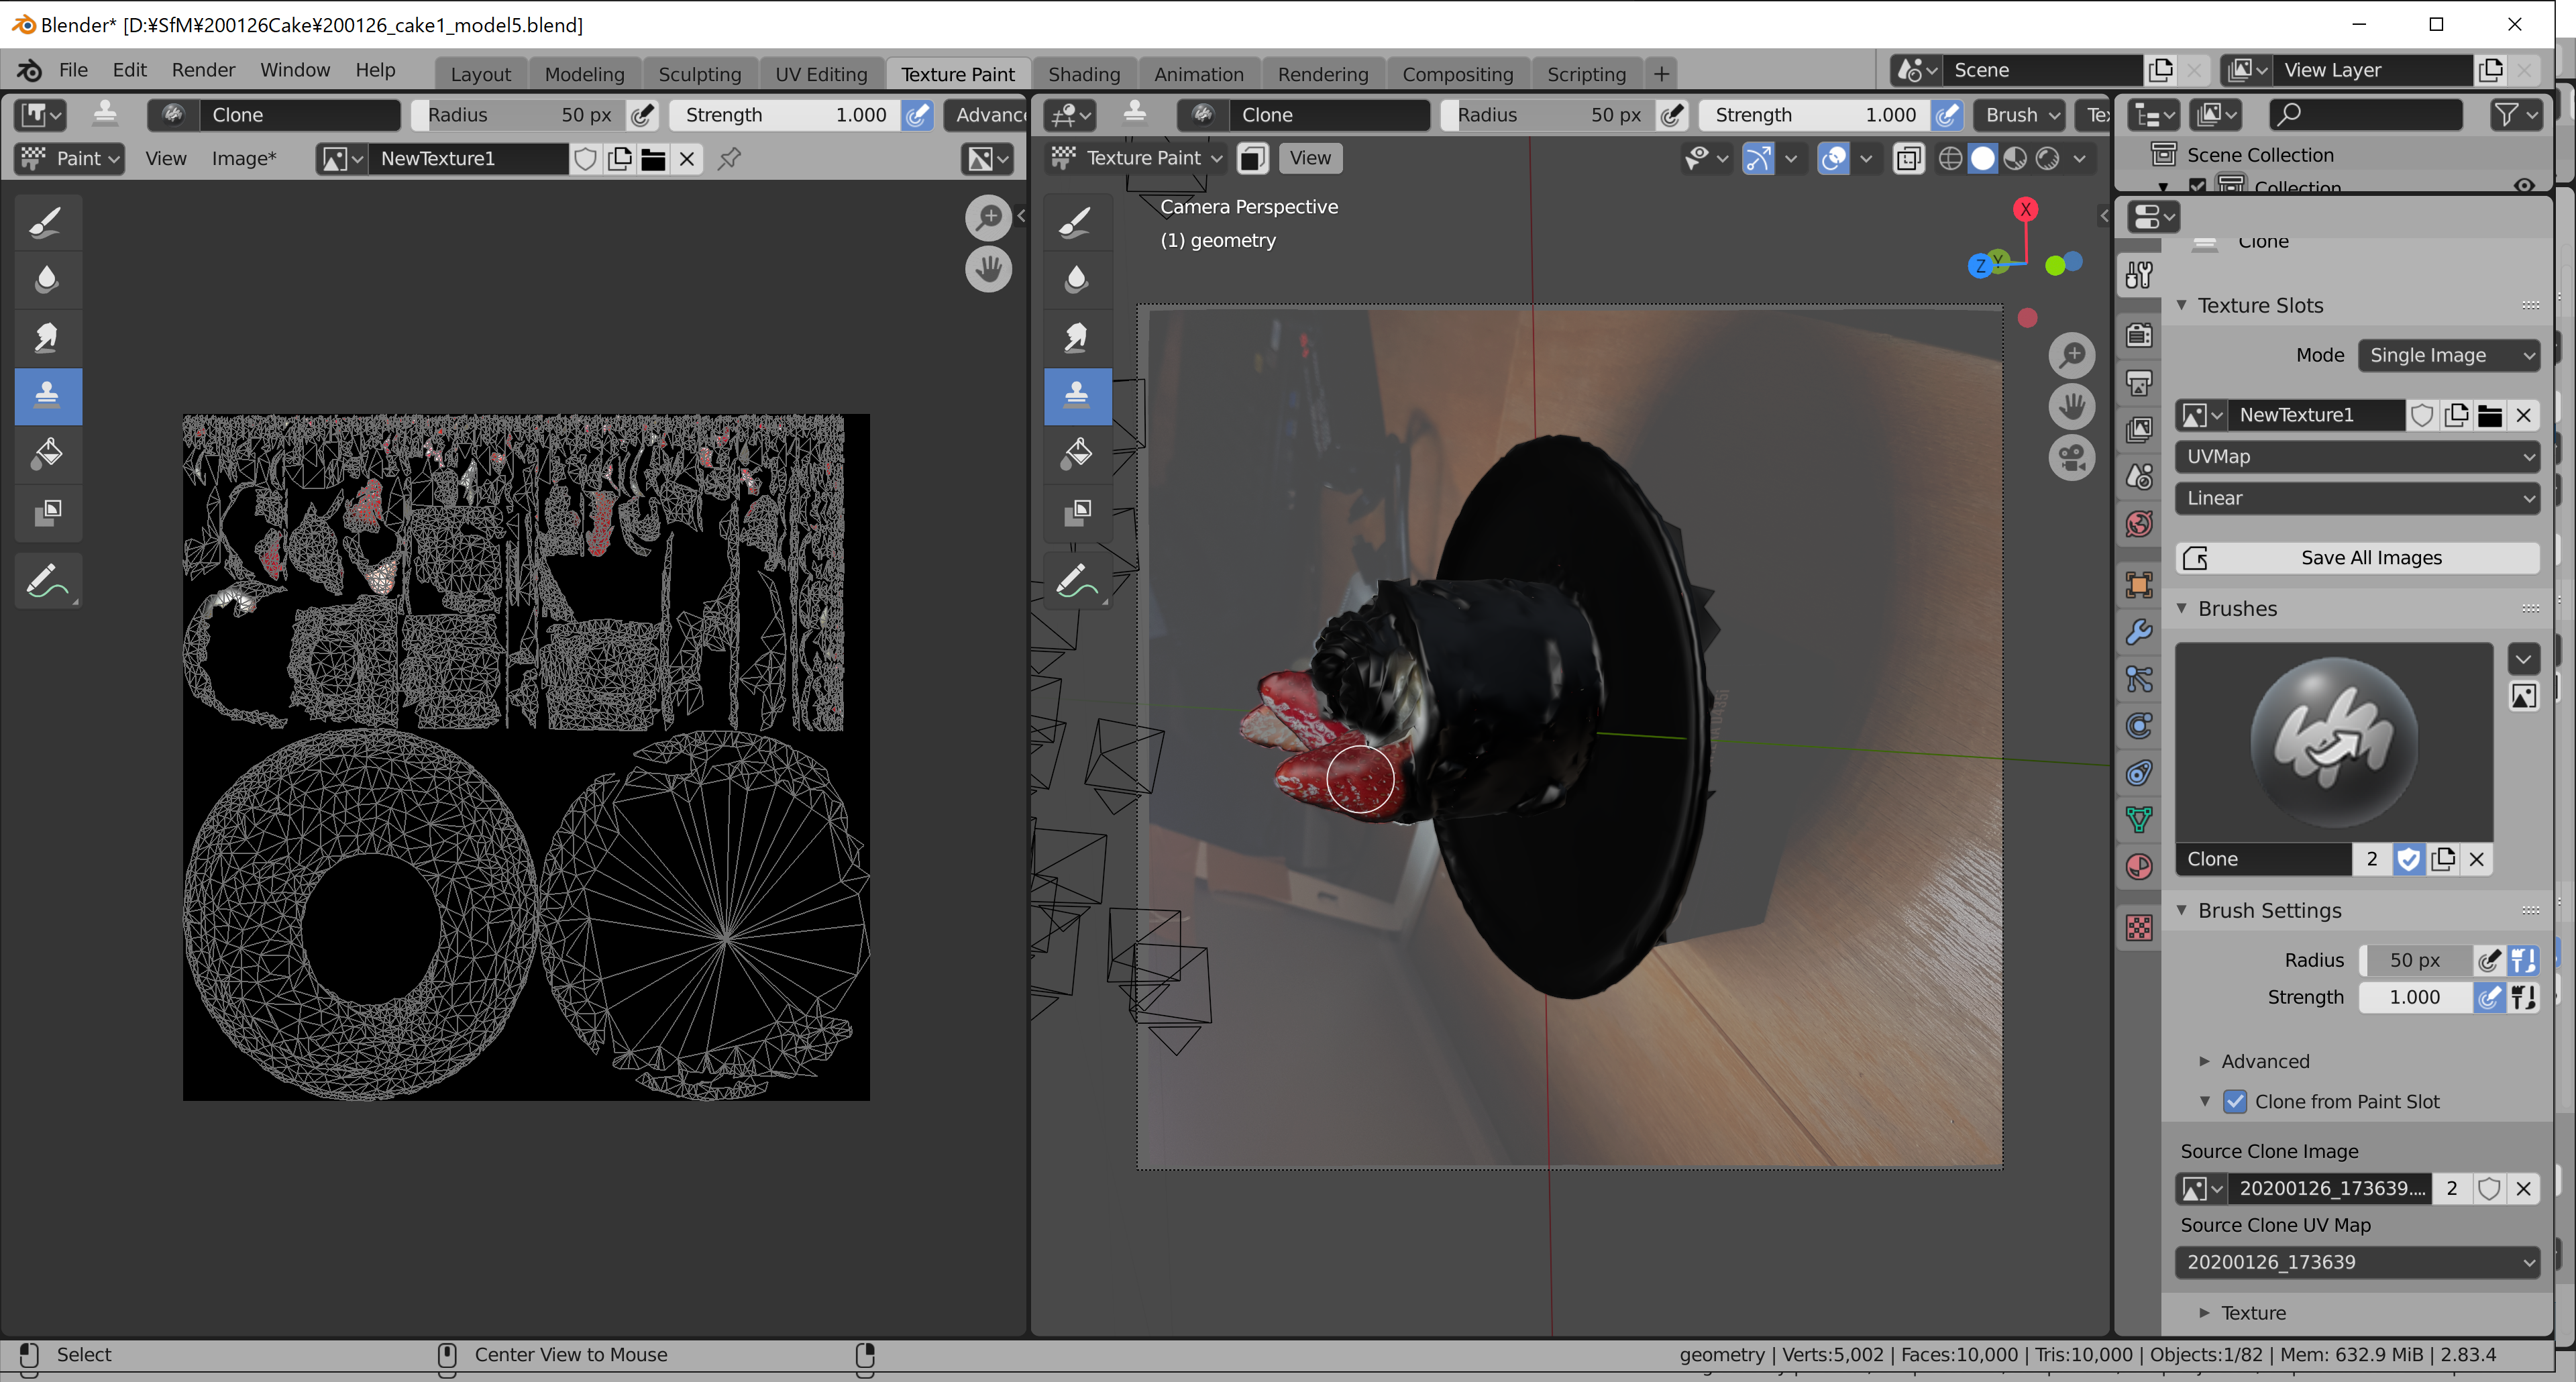 Blender* [D:¥SfM¥200126Cake¥200126_cake1_model5.blend]
File Edit Render Window Help Layout Modeling Sculpting UV Editing Texture Paint Shading Animation Rendering Compositing Scripting + Scene View Layer
Clone Radius 50 px Strength 1.000 Advanc
Clone Radius 50 px Strength 1.000 Brush Tex
Paint View Image* NewTexture1
Texture Paint View
Scene Collection
Collection
Camera Perspective
(1) geometry
X
Y
Z
Clone
Texture Slots
Mode Single Image
NewTexture1
UVMap
Linear
Save All Images
Brushes
Clone 2
Brush Settings
Radius 50 px
Strength 1.000
Advanced
Clone from Paint Slot
Source Clone Image
20200126_173639.... 2
Source Clone UV Map
20200126_173639
Texture
Select Center View to Mouse geometry | Verts:5,002 | Faces:10,000 | Tris:10,000 | Objects:1/82 | Mem: 632.9 MiB | 2.83.4